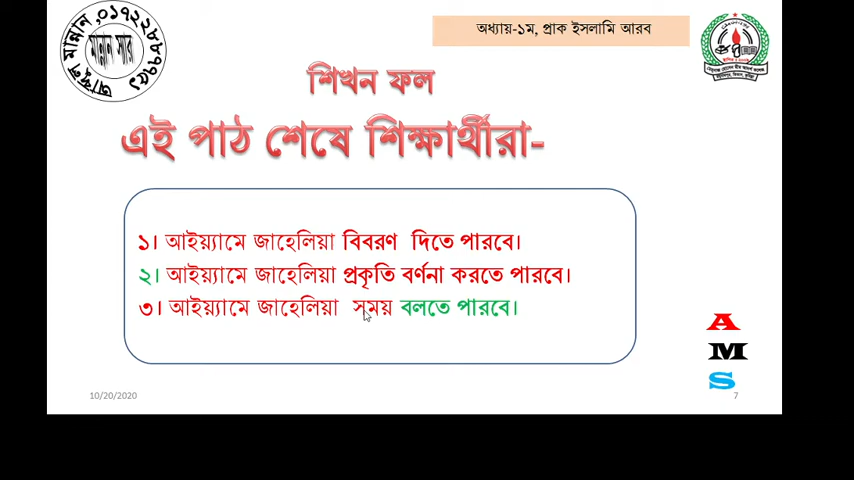 আব্দুল মান্নান,
মান্নান স্যার
অধ্যায়-১ম, প্রাক ইসলামি আরব
শিখন ফল
এই পাঠ শেষে শিক্ষার্থীরা-
১। আইয়্যামে জাহেলিয়া বিবরণ দিতে পারবে।
২। আইয়্যামে জাহেলিয়া প্রকৃতি বর্ণনা করতে পারবে।
৩। আইয়্যামে জাহেলিয়া সময় বলতে পারবে।
A
M
S
10/20/2020
7